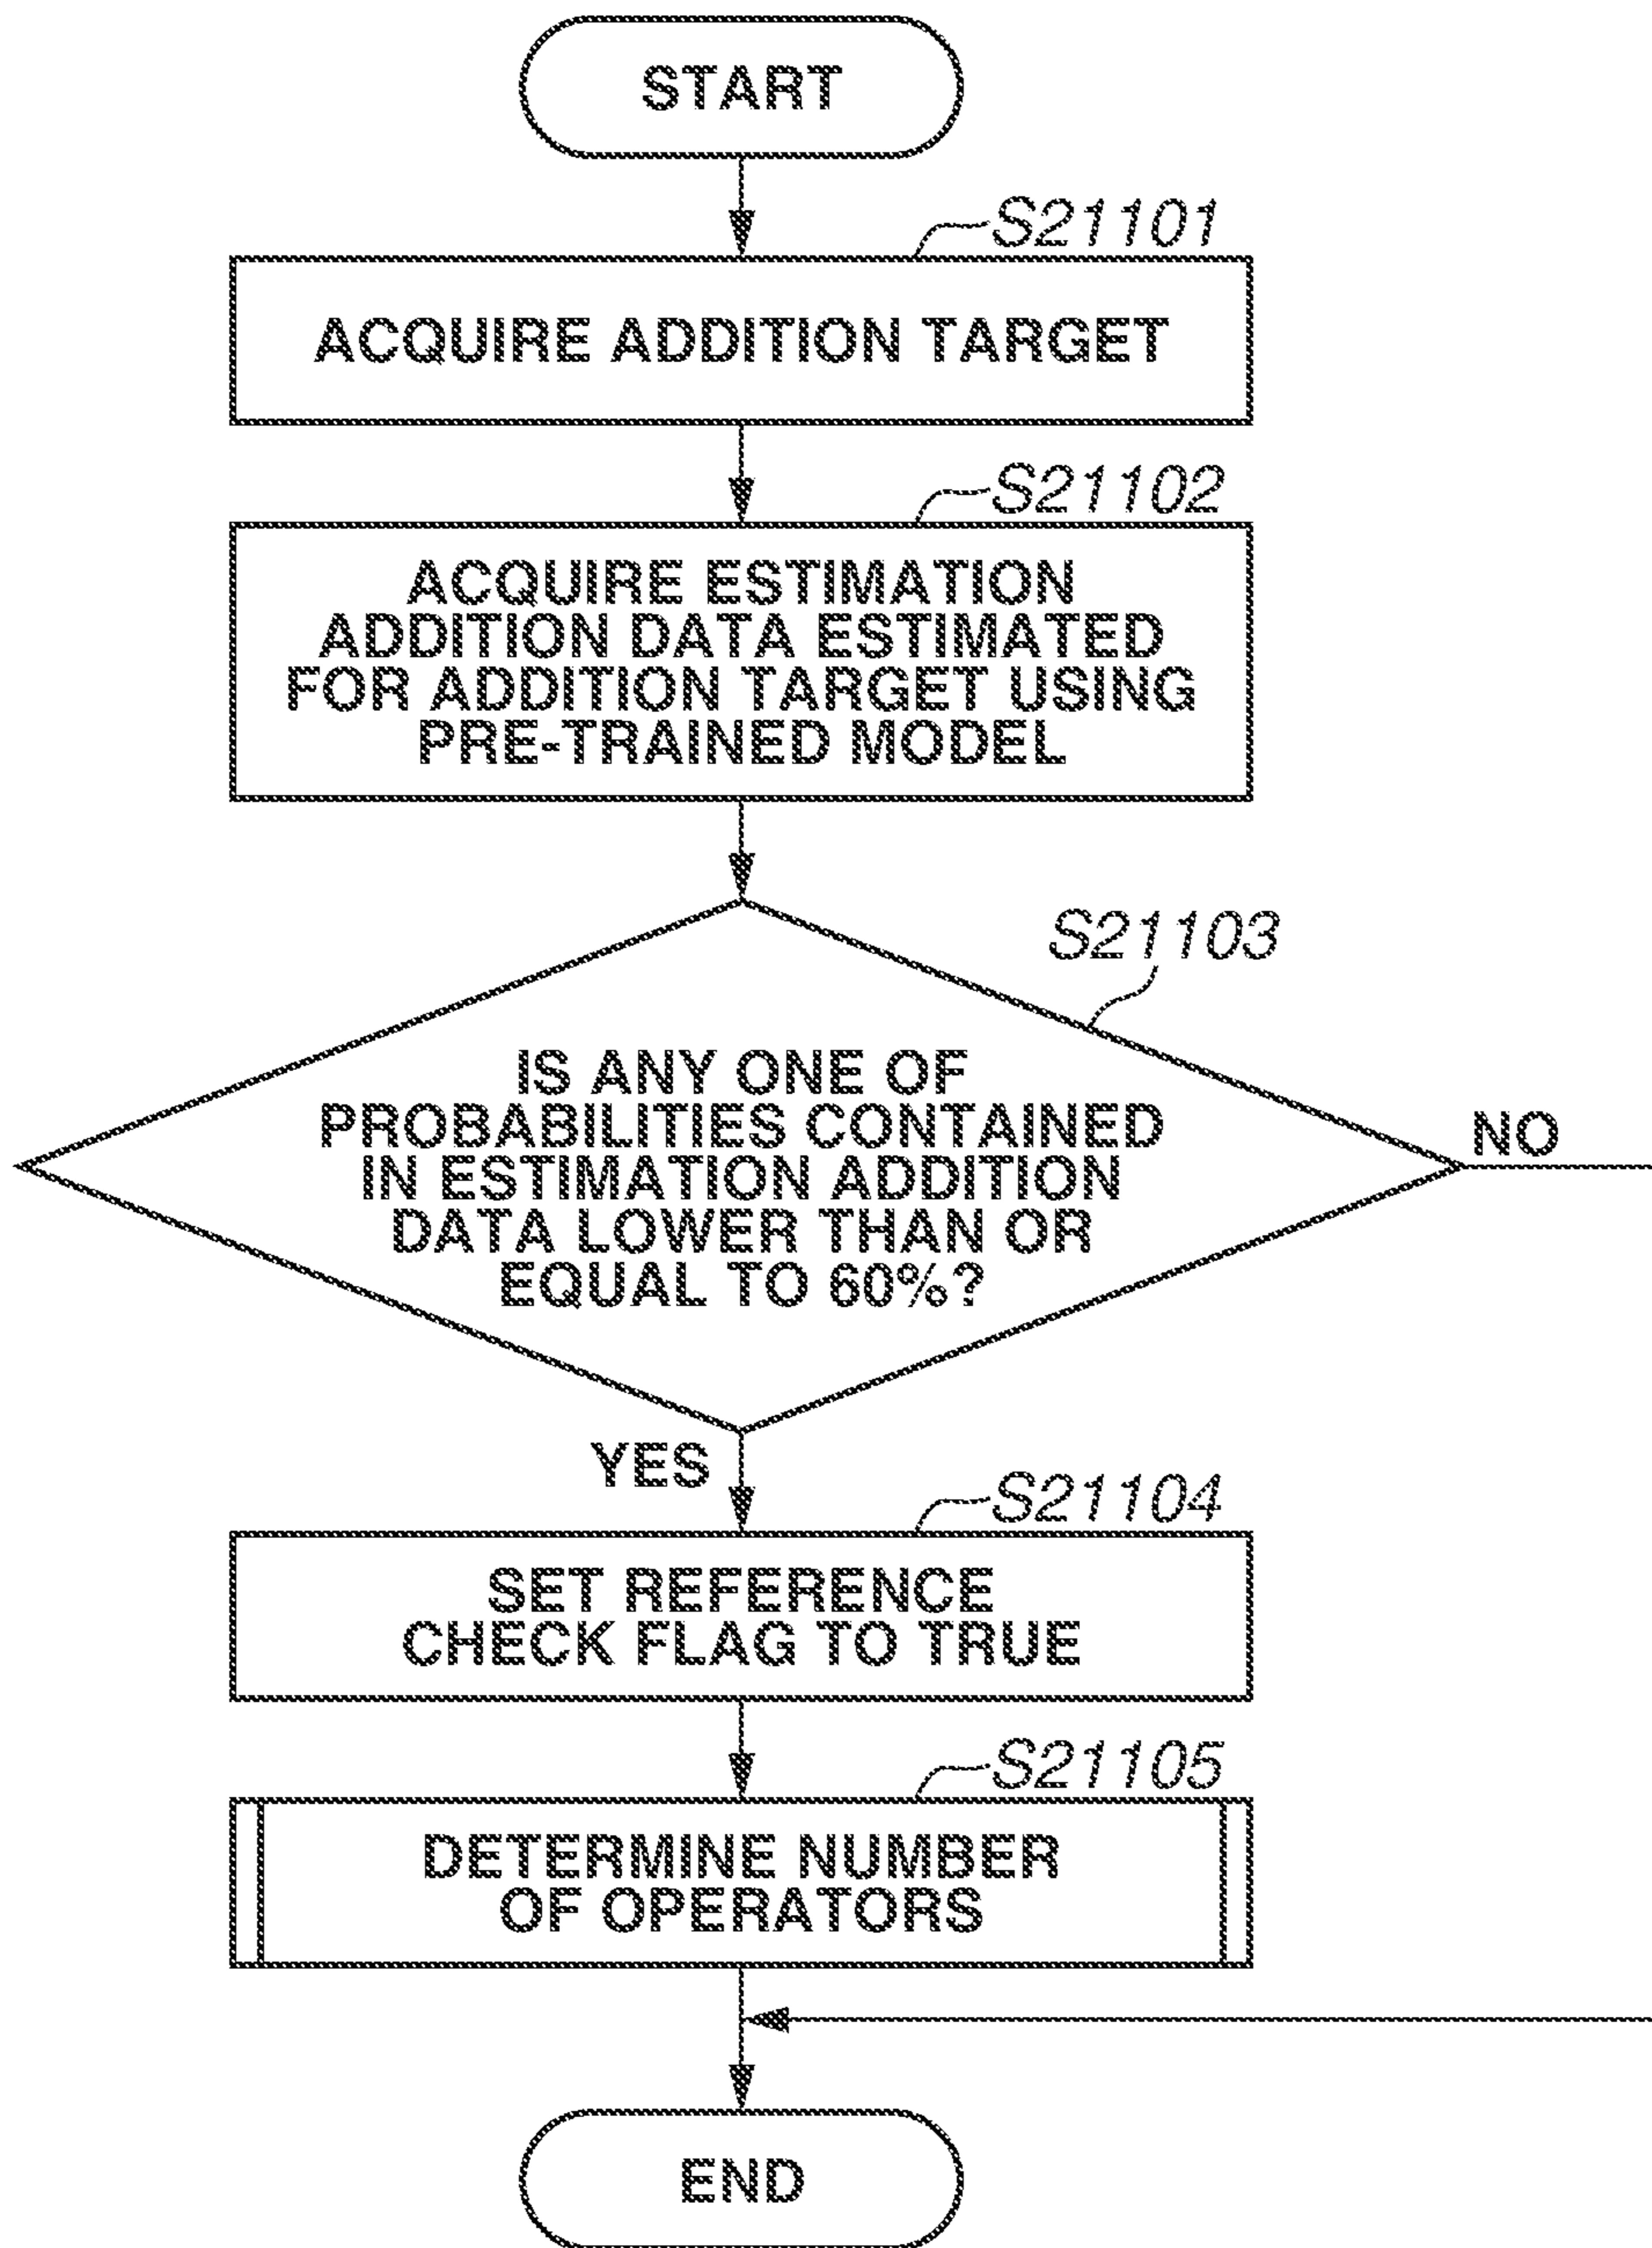 START
S21101
ACQUIRE ADDITION TARGET
S21102
ACQUIRE ESTIMATION
ADDITION DATA ESTIMATED
FOR ADDITION TARGET USING
PRE-TRAINED MODEL
S21103
IS ANY ONE OF
PROBABILITIES CONTAINED
IN ESTIMATION ADDITION
DATA LOWER THAN OR
EQUAL TO 60%?
NO
YES
S21104
SET REFERENCE
CHECK FLAG TO TRUE
S21105
DETERMINE NUMBER
OF OPERATORS
END